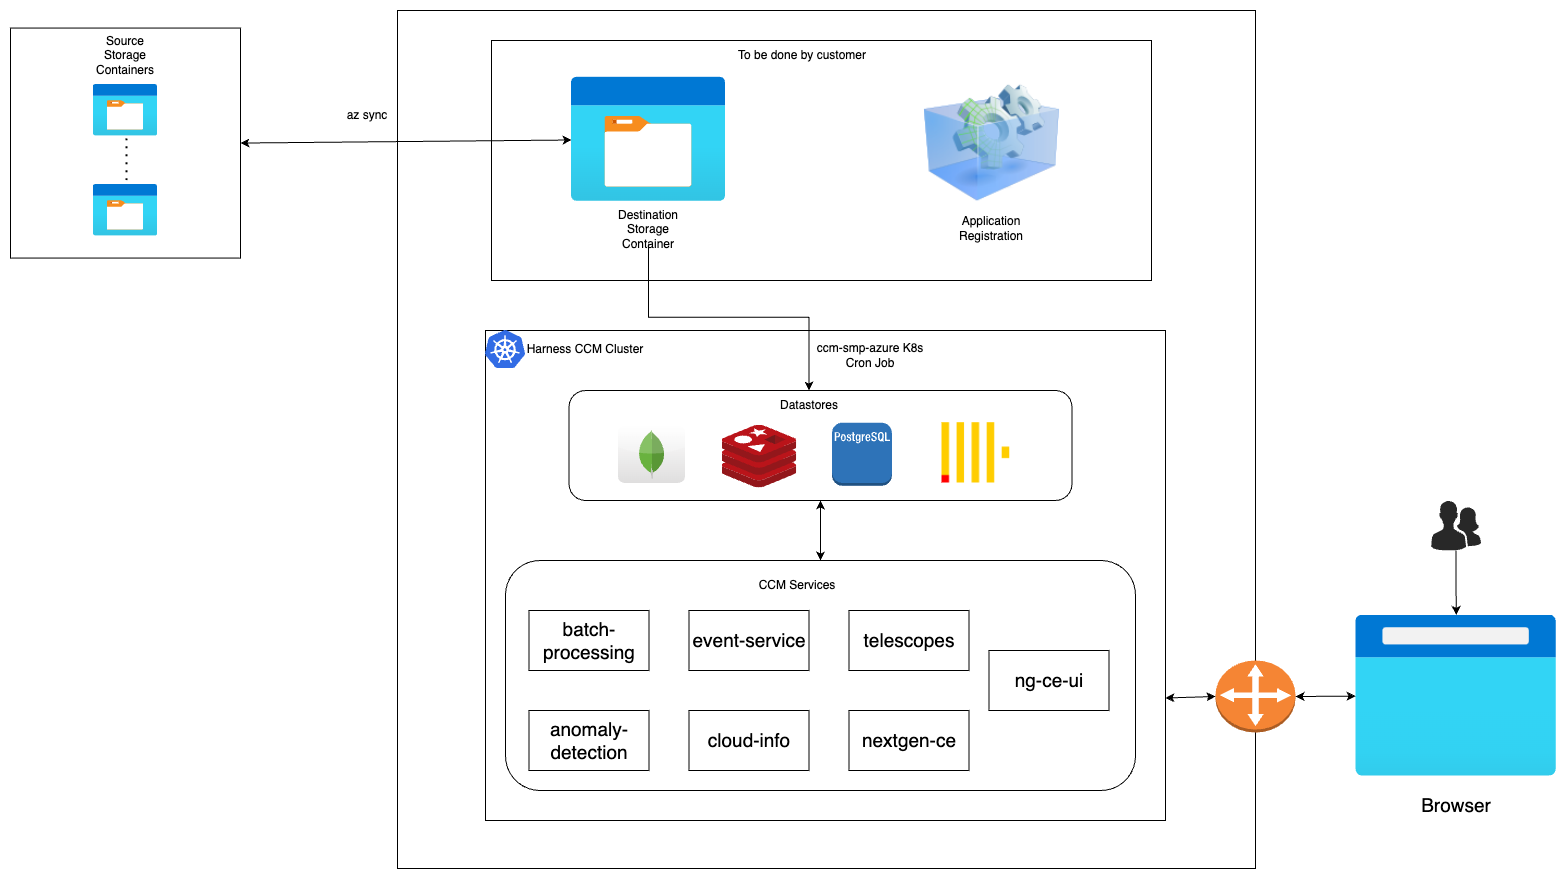 Source
Storage
Containers
az sync
To be done by customer
Destination
Storage
Container
Application
Registration
Harness CCM Cluster
ccm-smp-azure K8s
Cron Job
Datastores
PostgreSQL
CCM Services
batch-
processing
event-service
telescopes
ng-ce-ui
anomaly-
detection
cloud-info
nextgen-ce
Browser